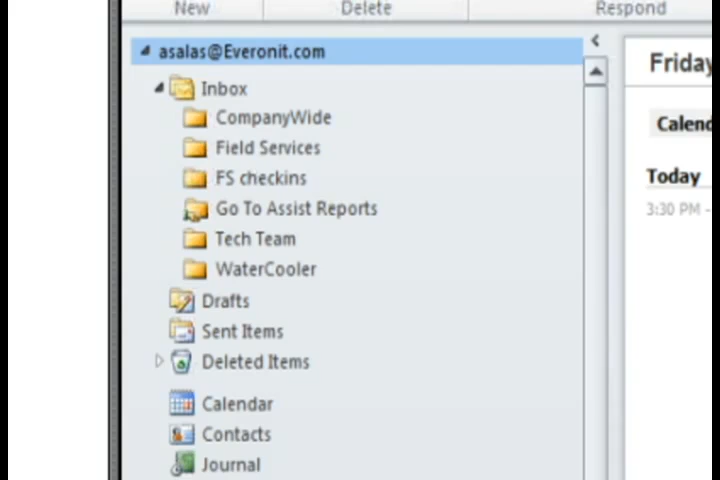 New Delete Respond
asalas@Everonit.com
Inbox
CompanyWide
Field Services
FS checkins
Go To Assist Reports
Tech Team
WaterCooler
Drafts
Sent Items
Deleted Items
Calendar
Contacts
Journal
Friday
Calend
Today
3:30 PM -